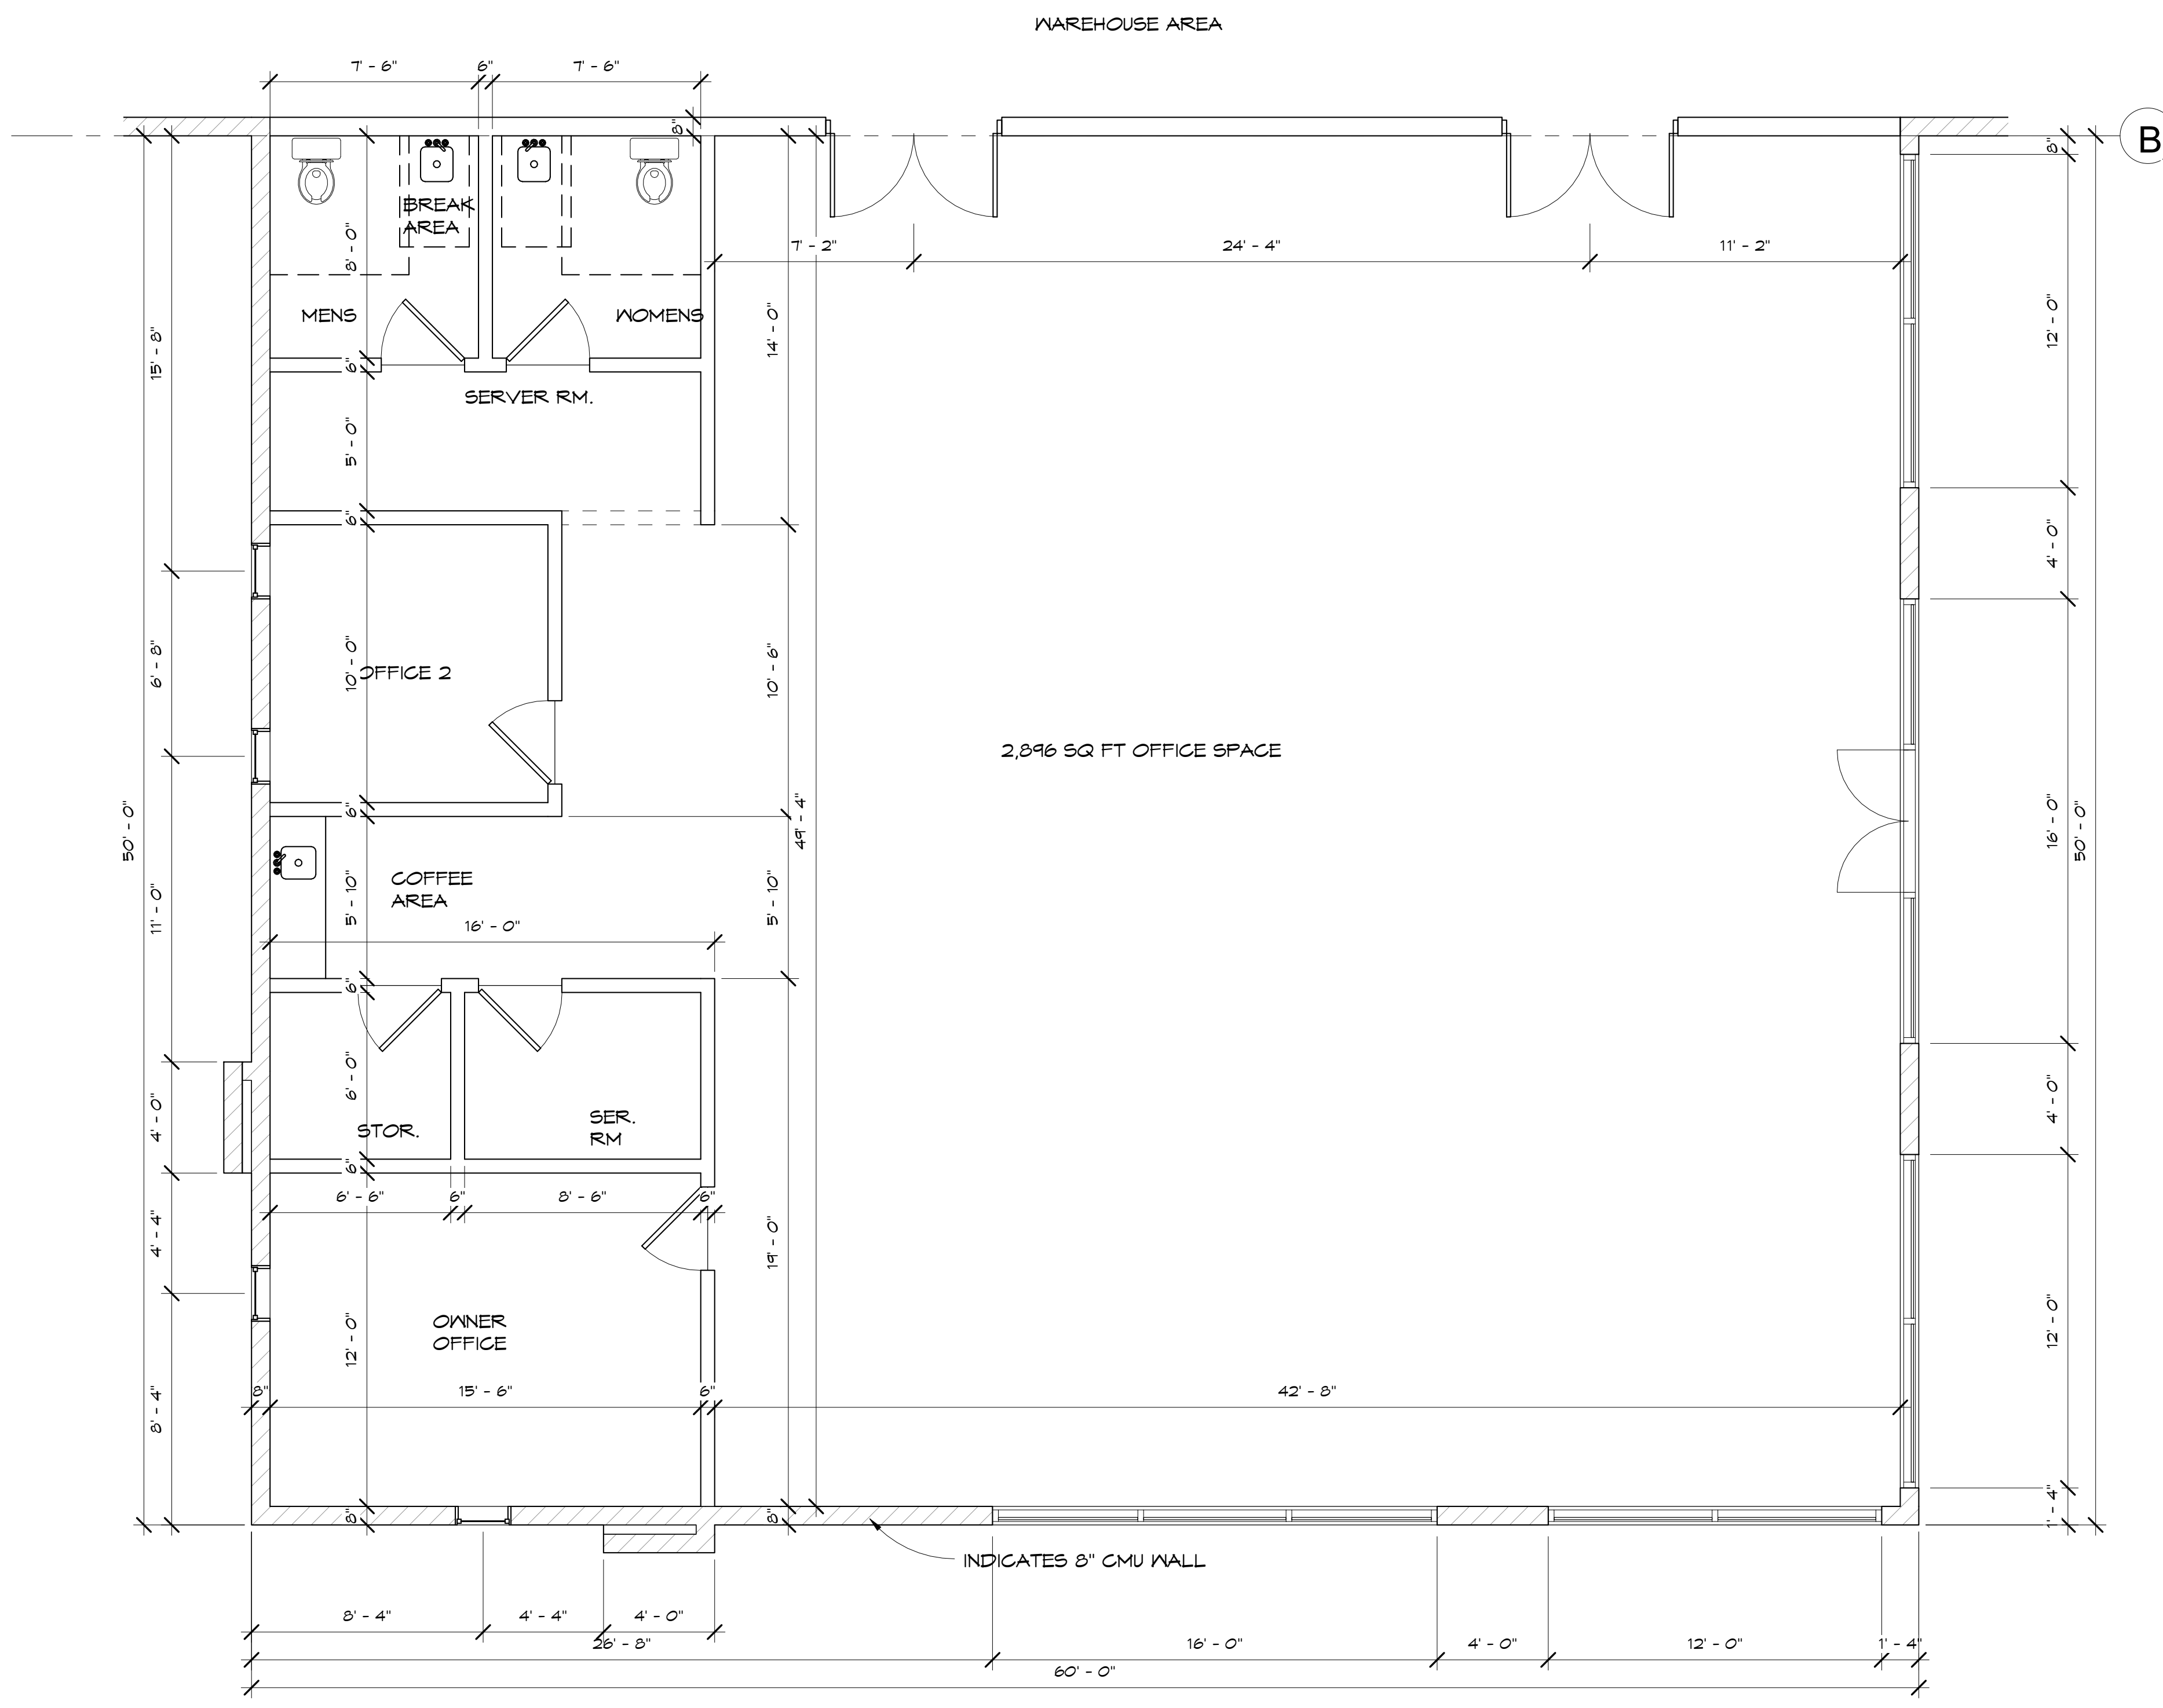 WAREHOUSE AREA
7' - 6"
6"
7' - 6"
8"
B
8"
BREAK
AREA
8' - 0"
7' - 2"
24' - 4"
11' - 2"
MENS
WOMENS
14' - 0"
12' - 0"
15' - 8"
6"
SERVER RM.
5' - 0"
6"
4' - 0"
10' - 0"
OFFICE 2
6' - 8"
10' - 6"
2,896 SQ FT OFFICE SPACE
6"
50' - 0"
49' - 4"
16' - 0"
50' - 0"
COFFEE
AREA
5' - 10"
5' - 10"
11' - 0"
16' - 0"
6"
6' - 0"
4' - 0"
4' - 0"
STOR.
SER.
RM
6"
6' - 6"
6"
8' - 6"
6"
4' - 4"
19' - 0"
OWNER
OFFICE
12' - 0"
12' - 0"
8' - 4"
8"
15' - 6"
6"
42' - 8"
8"
8"
1' - 4"
INDICATES 8" CMU WALL
8' - 4"
4' - 4"
4' - 0"
26' - 8"
16' - 0"
4' - 0"
12' - 0"
1' - 4"
60' - 0"